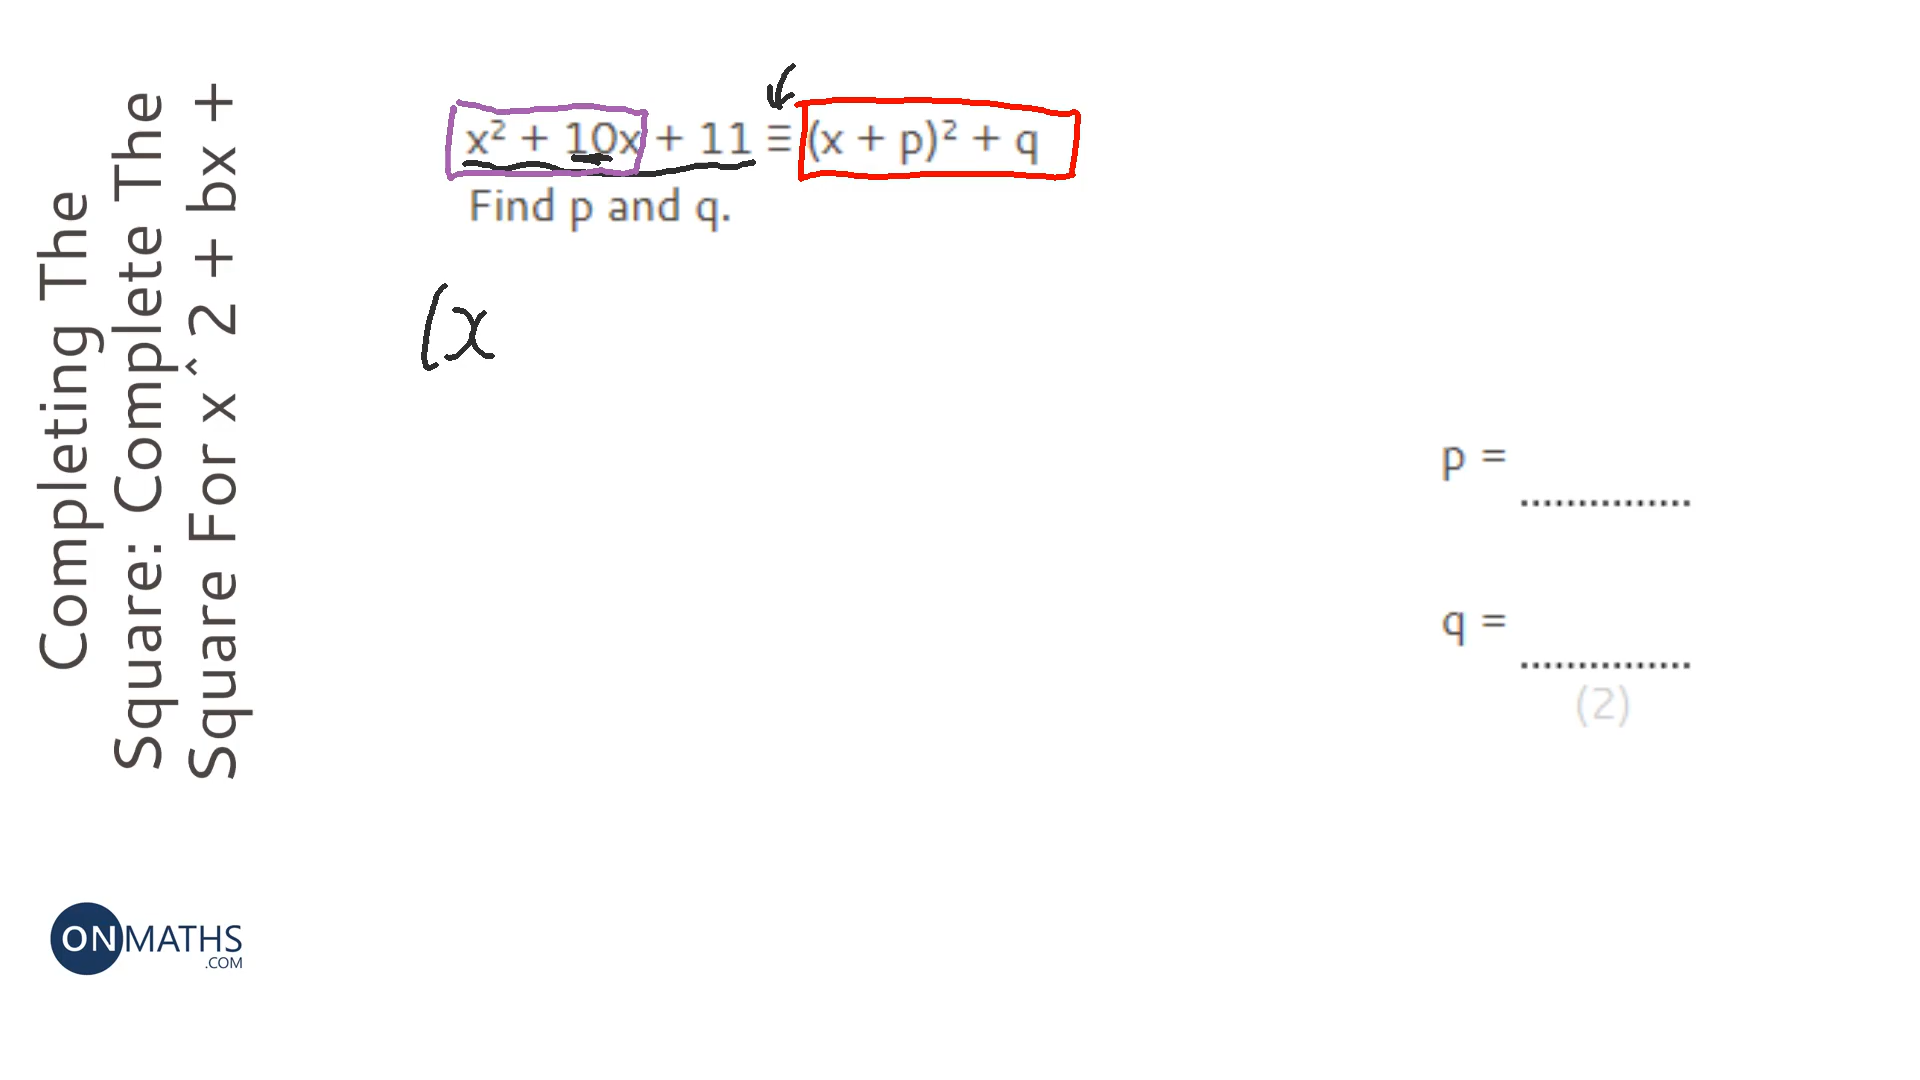 Completing The
Square: Complete The
Square For x^2 + bx +
x² + 10x + 11 ≡ (x + p)² + q
Find p and q.
(x
p = ...............
q = ...............
(2)
ONMATHS
.COM